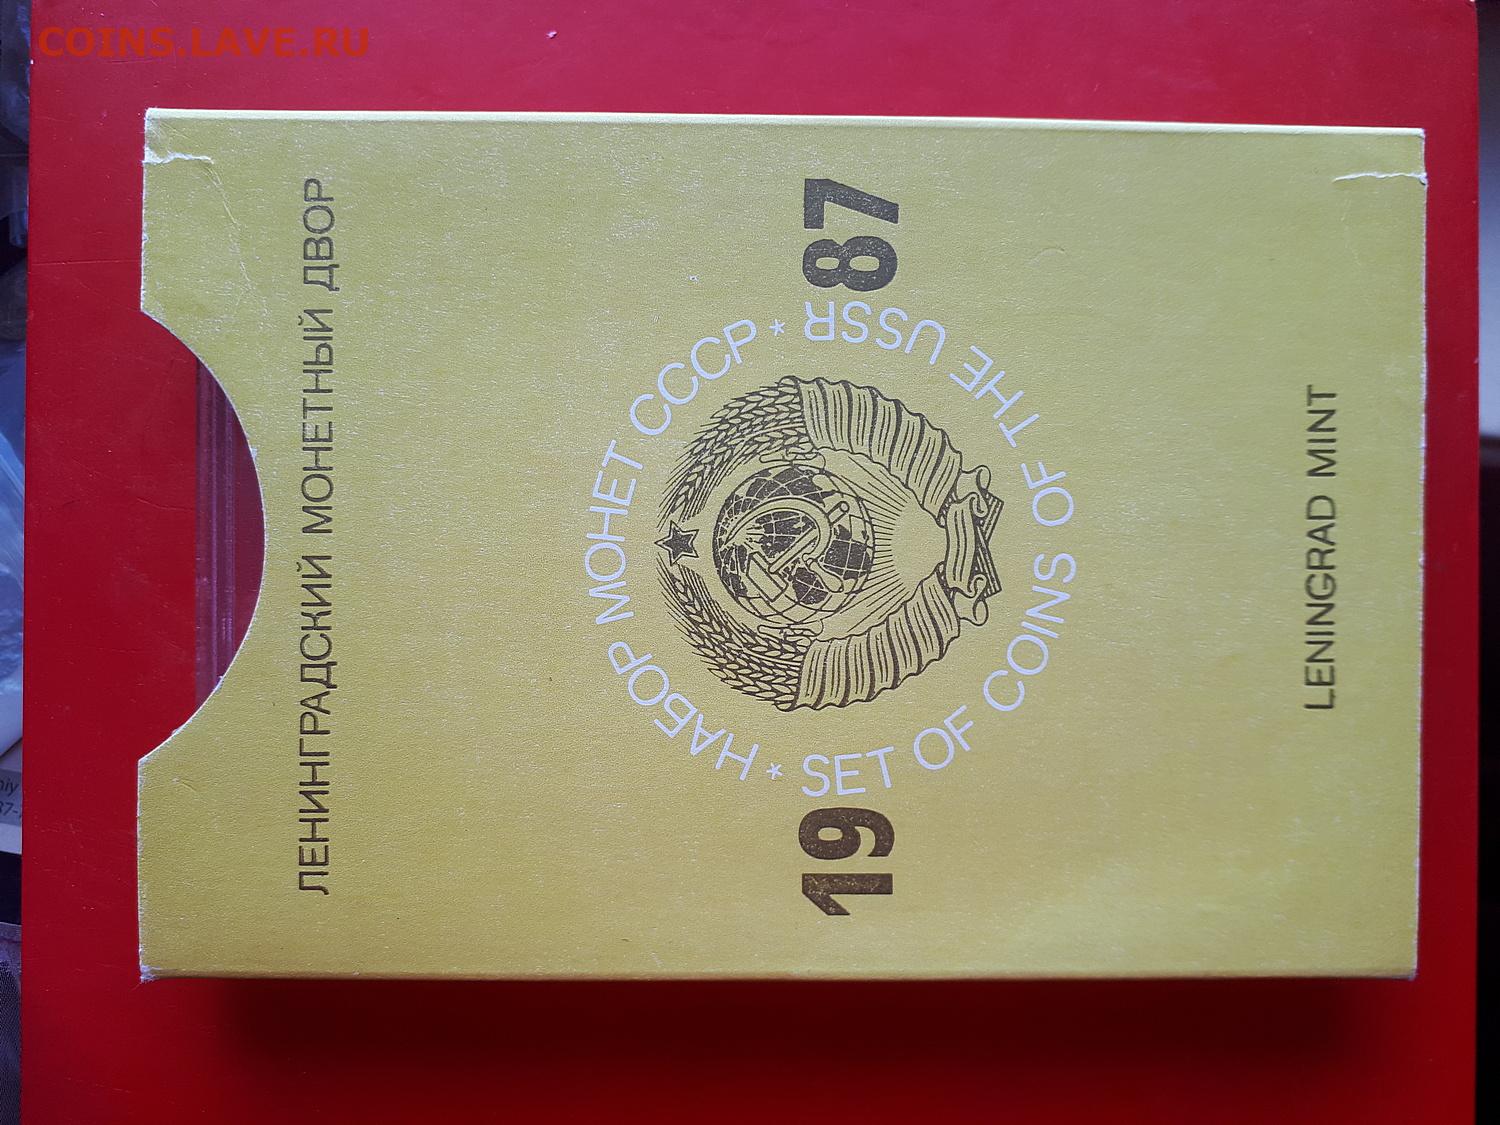 COINS.LAVE.RU
ЛЕНИНГРАДСКИЙ МОНЕТНЫЙ ДВОР
НАБОР МОНЕТ СССР *
19 87
* SET OF COINS OF THE USSR
LENINGRAD MINT